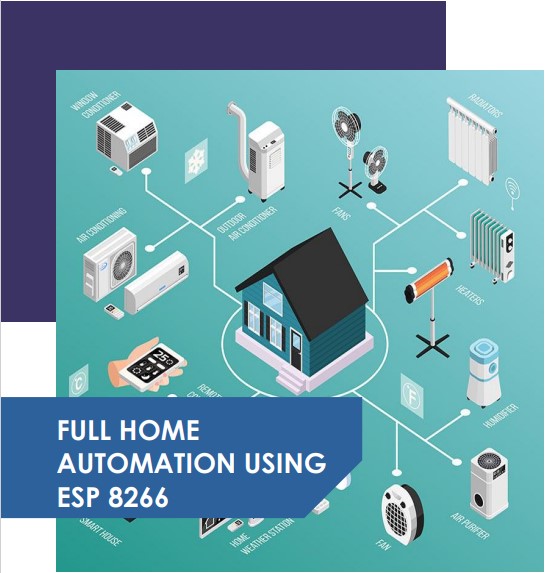 WINDOW
CONDITIONER
RADIATORS
OUTDOOR
AIR CONDITIONER
FANS
AIR CONDITIONING
HEATERS
25
C
F
HUMIDIFIER
FULL HOME
AUTOMATION USING
ESP 8266
SMART HOUSE
HOME
WEATHER STATION
FAN
AIR PURIFIER